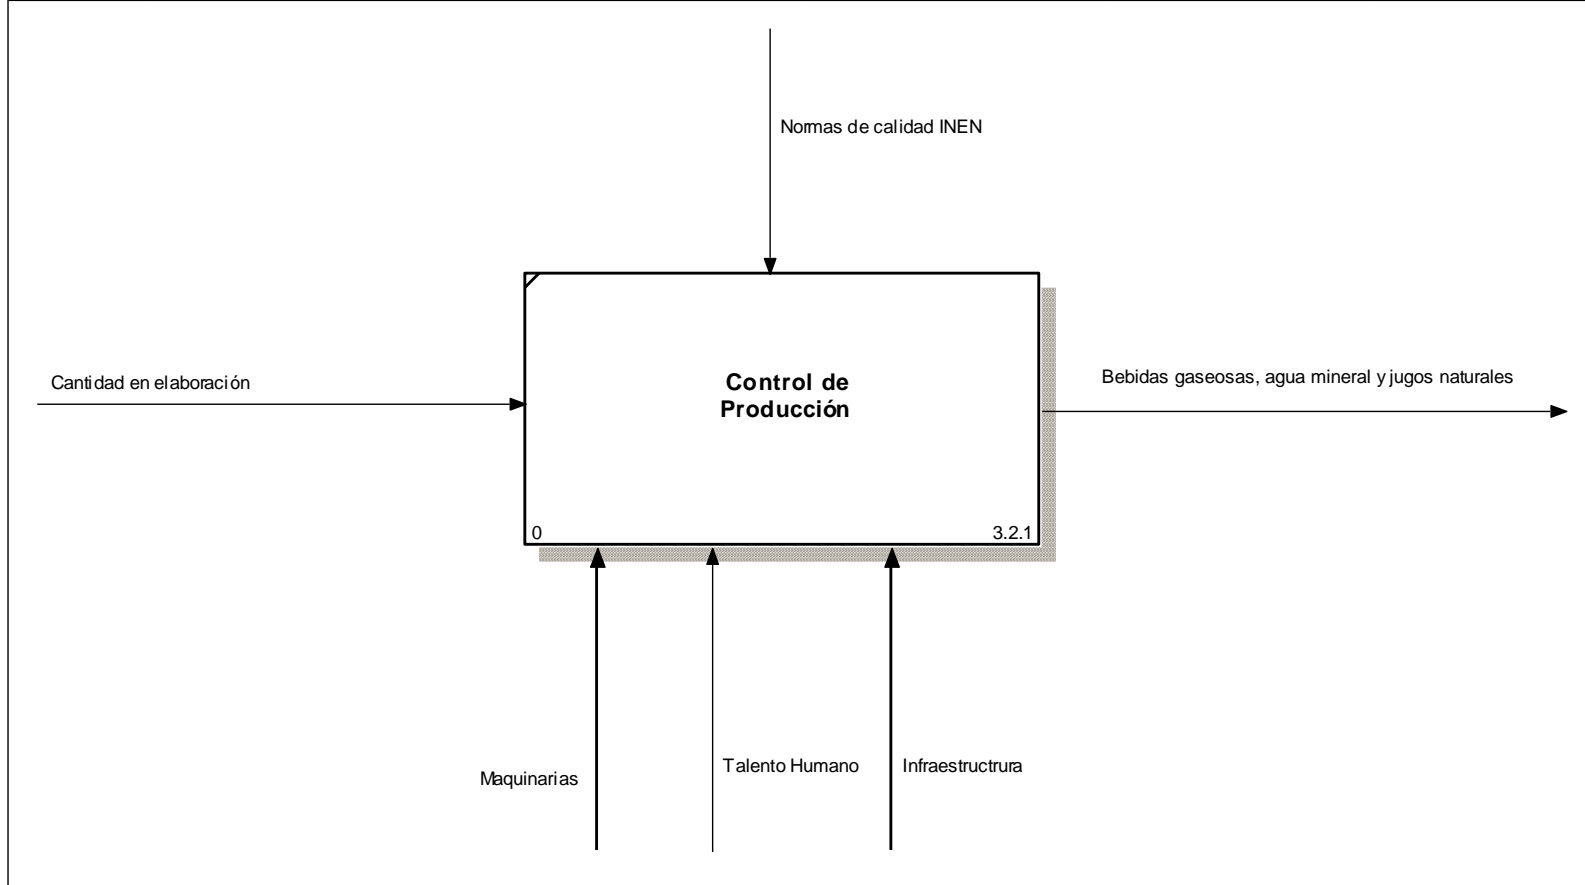 Normas de calidad INEN
Cantidad en elaboración
Control de
Producción
Bebidas gaseosas, agua mineral y jugos naturales
0
3.2.1
Maquinarias
Talento Humano
Infraestructrura